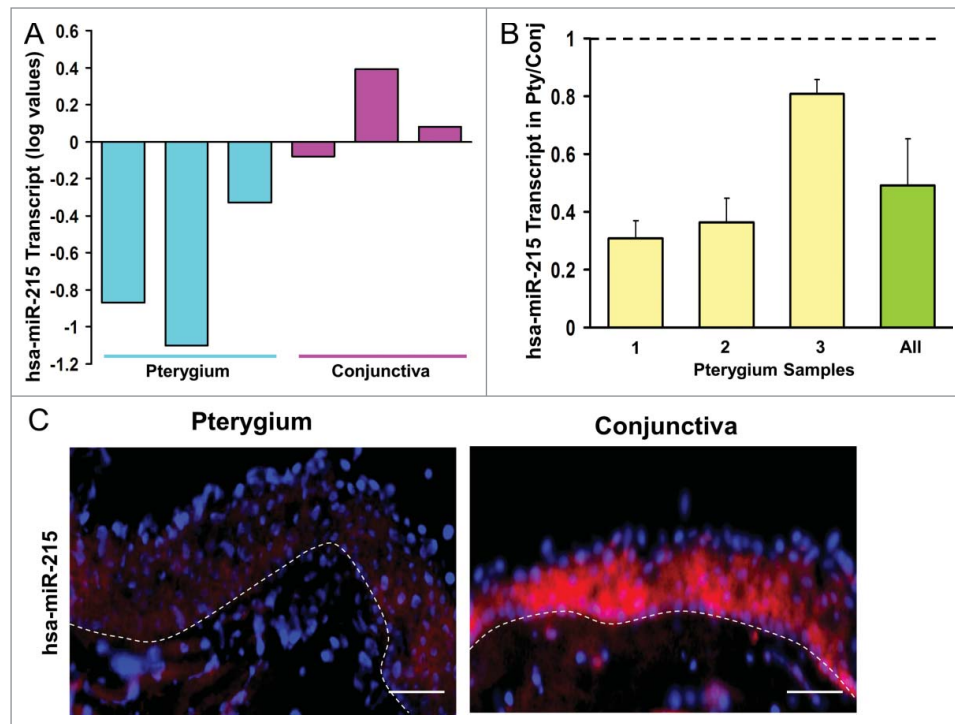 A
hsa-miR-215 Transcript (log values)
0.6
0.4
0.2
0
-0.2
-0.4
-0.6
-0.8
-1
-1.2
Pterygium
Conjunctiva
B
hsa-miR-215 Transcript in Pty/Conj
1
0.8
0.6
0.4
0.2
0
1
2
3
All
Pterygium Samples
C
Pterygium
Conjunctiva
hsa-miR-215